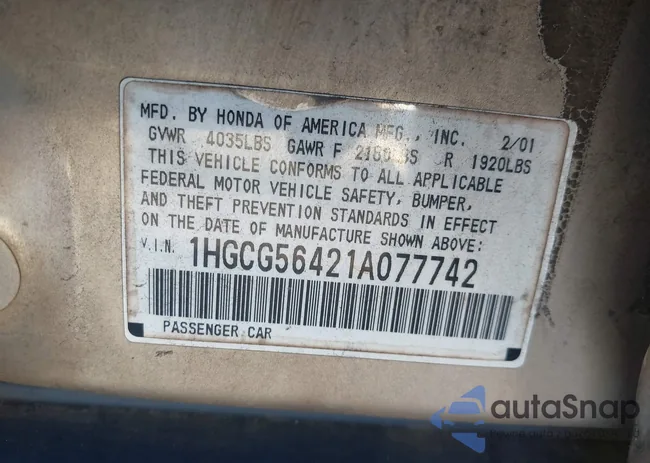 MFD. BY HONDA OF AMERICA MFG., INC. 2/01
GVWR 4035LBS GAWR F LBS R 1920LBS
THIS VEHICLE CONFORMS TO ALL APPLICABLE
FEDERAL MOTOR VEHICLE SAFETY, BUMPER,
AND THEFT PREVENTION STANDARDS IN EFFECT
ON THE DATE OF MANUFACTURE SHOWN ABOVE:
V.I.N. 1HGCG56421A077742
PASSENGER CAR
autaSnap